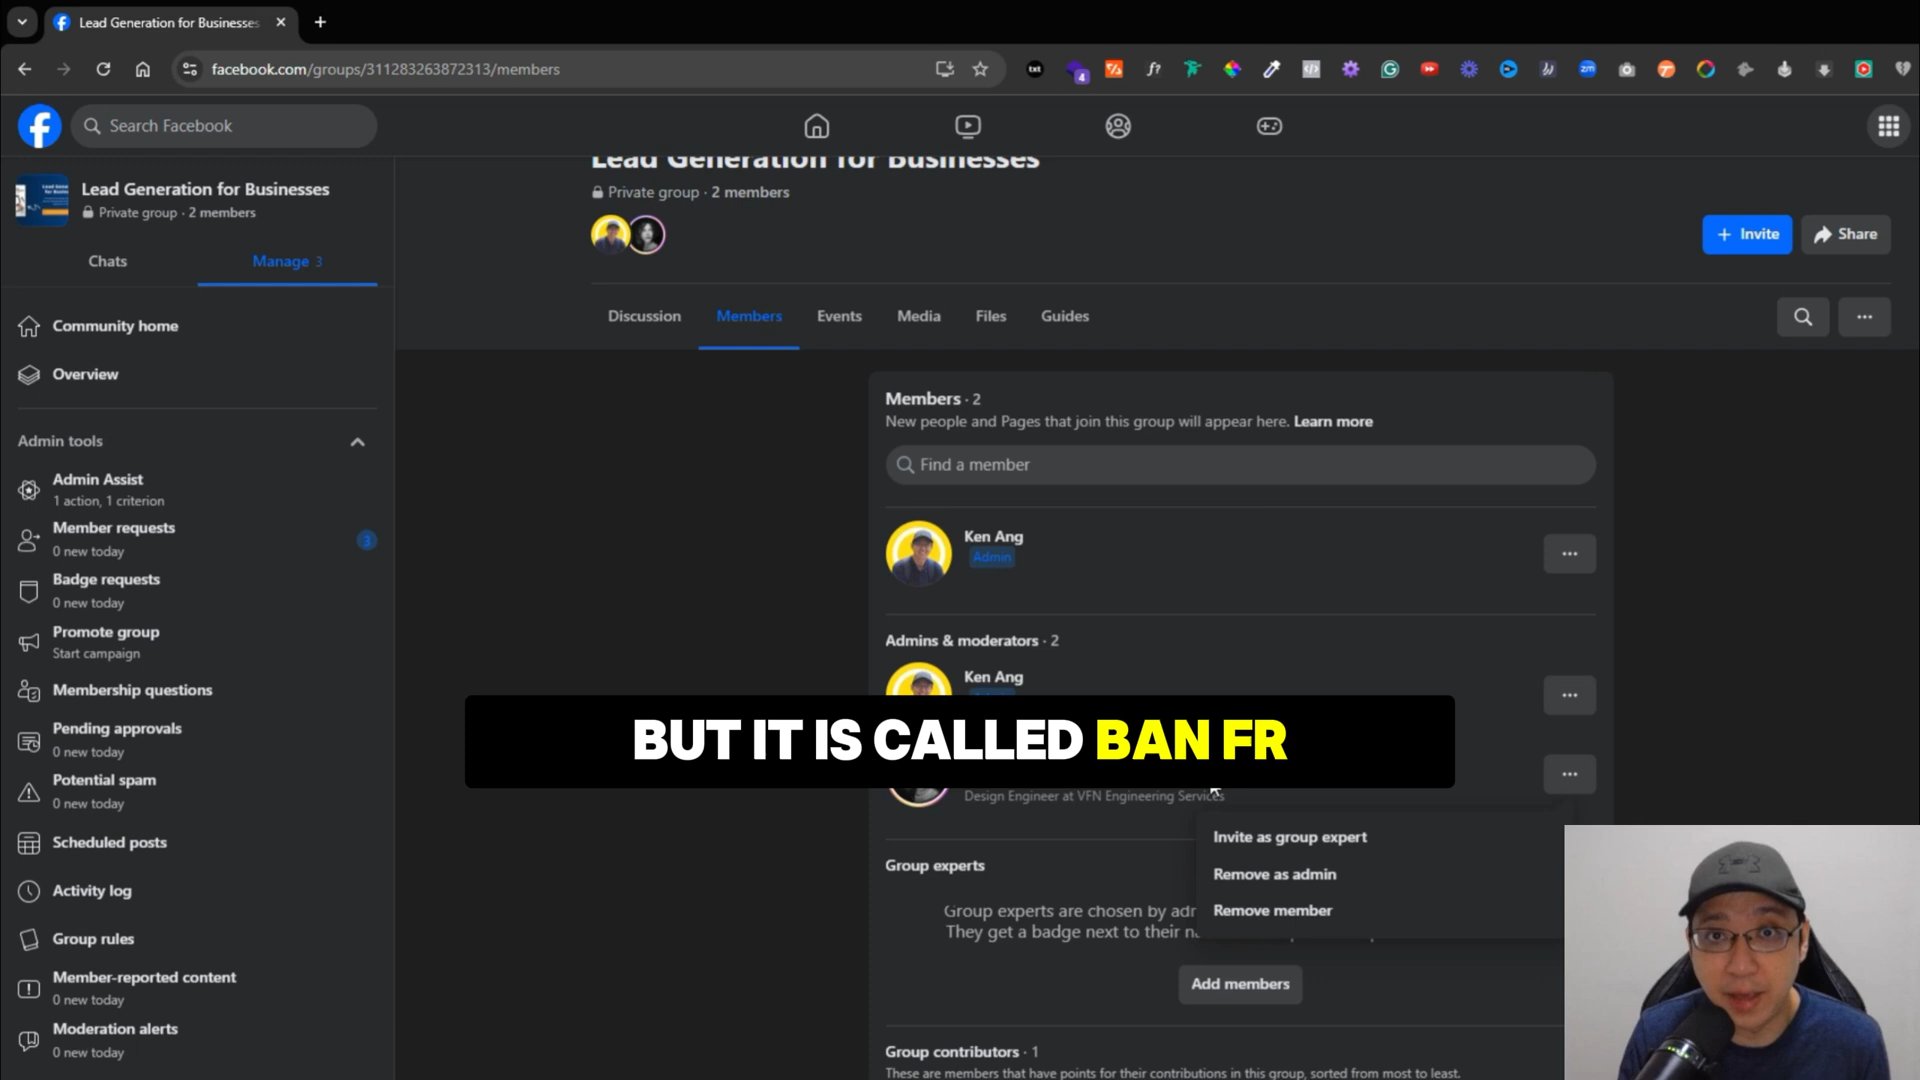 Lead Generation for Businesses
facebook.com/groups/311283263872313/members
txt
4
f?
zm
Search Facebook
Lead Generation for Businesses
Private group · 2 members
Chats
Manage 3
Community home
Overview
Admin tools
Admin Assist
1 action, 1 criterion
Member requests
0 new today
3
Badge requests
0 new today
Promote group
Start campaign
Membership questions
Pending approvals
0 new today
Potential spam
0 new today
Scheduled posts
Activity log
Group rules
Member-reported content
0 new today
Moderation alerts
0 new today
Lead Generation for Businesses
Private group · 2 members
Invite
Share
Discussion
Members
Events
Media
Files
Guides
Members · 2
New people and Pages that join this group will appear here. Learn more
Find a member
Ken Ang
Admin
Admins & moderators · 2
Ken Ang
BUT IT IS CALLED BAN FR
Design Engineer at VFN Engineering Services
Invite as group expert
Remove as admin
Remove member
Group experts
Group experts are chosen by
They get a badge next to their
Add members
Group contributors · 1
These are members that have points for their contributions in this group, sorted from most to least.